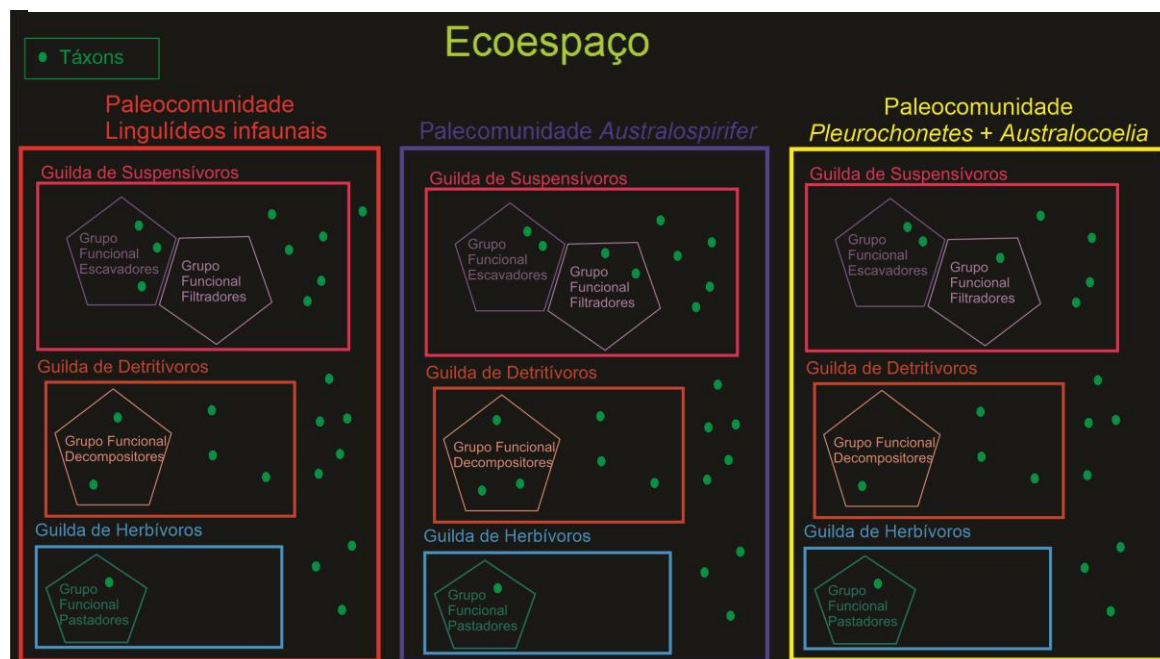 Ecoespaço
Táxons
Paleocomunidade
Lingulídeos infaunais
Guilda de Suspensívoros
Grupo
Funcional
Escavadores
Grupo
Funcional
Filtradores
Guilda de Detritívoros
Grupo Funcional
Decompositores
Guilda de Herbívoros
Grupo
Funcional
Pastadores
Palecomunidade Australospirifer
Guilda de Suspensívoros
Grupo
Funcional
Escavadores
Grupo
Funcional
Filtradores
Guilda de Detritívoros
Grupo Funcional
Decompositores
Guilda de Herbívoros
Grupo
Funcional
Pastadores
Paleocomunidade
Pleurochonetes + Australocoelia
Guilda de Suspensívoros
Grupo
Funcional
Escavadores
Grupo
Funcional
Filtradores
Guilda de Detritívoros
Grupo Funcional
Decompositores
Guilda de Herbívoros
Grupo
Funcional
Pastadores